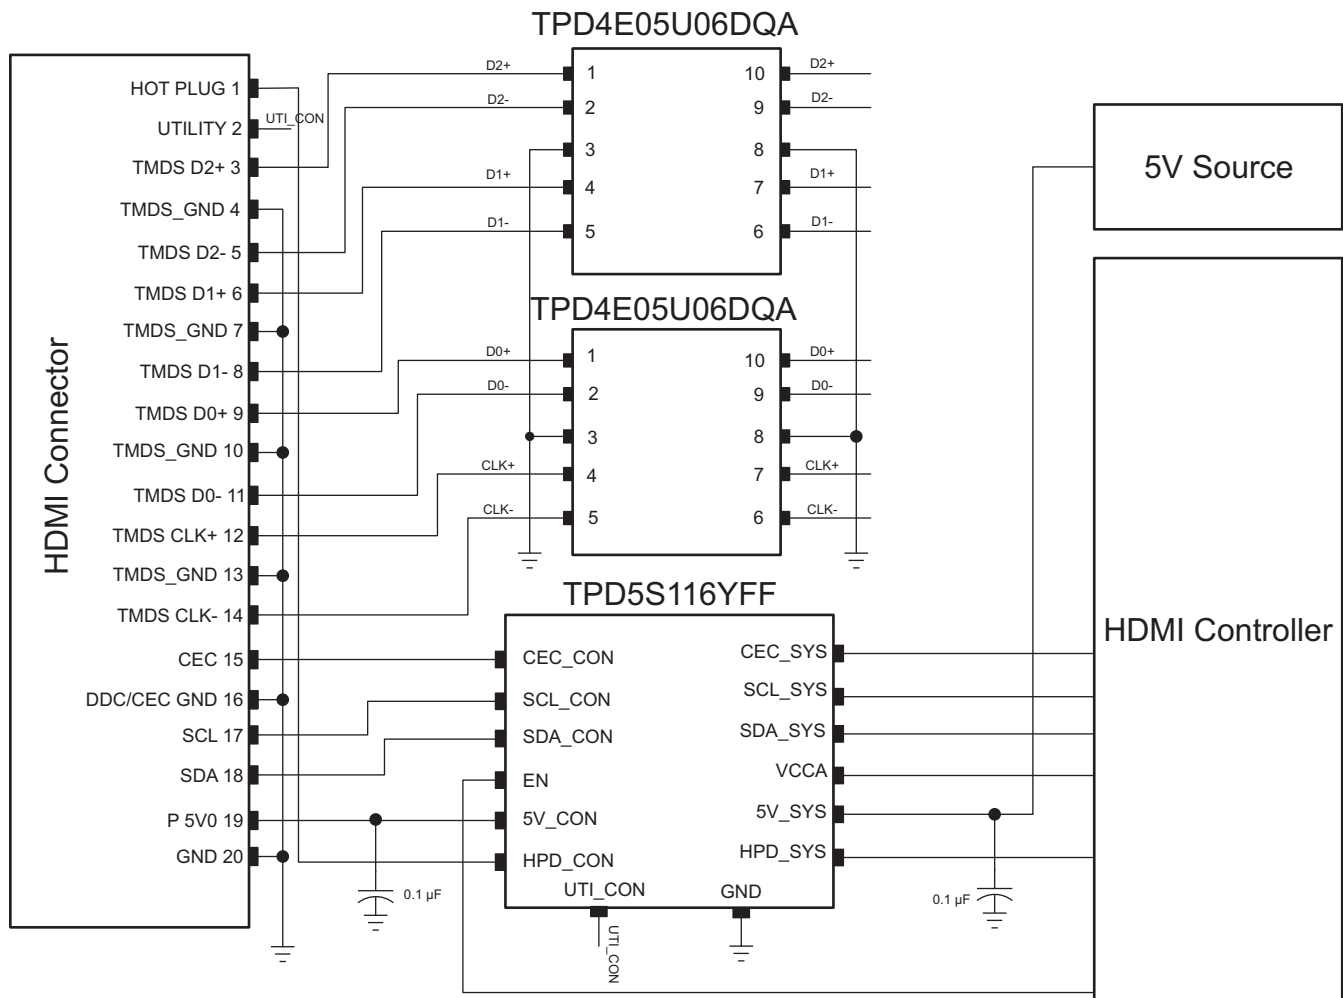 TPD4E05U06DQA
HDMI Connector
HOT PLUG 1
UTILITY 2
UTI_CON
TMDS D2+ 3
TMDS_GND 4
TMDS D2- 5
TMDS D1+ 6
TMDS_GND 7
TMDS D1- 8
TMDS D0+ 9
TMDS_GND 10
TMDS D0- 11
TMDS CLK+ 12
TMDS_GND 13
TMDS CLK- 14
CEC 15
DDC/CEC GND 16
SCL 17
SDA 18
P 5V0 19
GND 20
D2+ 1 10 D2+
D2- 2 9 D2-
3 8
D1+ 4 7 D1+
D1- 5 6 D1-
TPD4E05U06DQA
D0+ 1 10 D0+
D0- 2 9 D0-
3 8
CLK+ 4 7 CLK+
CLK- 5 6 CLK-
TPD5S116YFF
CEC_CON CEC_SYS
SCL_CON SCL_SYS
SDA_CON SDA_SYS
EN VCCA
5V_CON 5V_SYS
HPD_CON HPD_SYS
UTI_CON GND
UTI_CON
0.1 µF
0.1 µF
5V Source
HDMI Controller